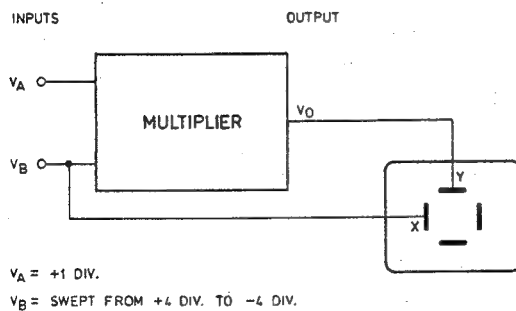 INPUTS
OUTPUT
VA
MULTIPLIER
VO
VB
Y
X
VA = +1 DIV.
VB = SWEPT FROM +4 DIV. TO -4 DIV.